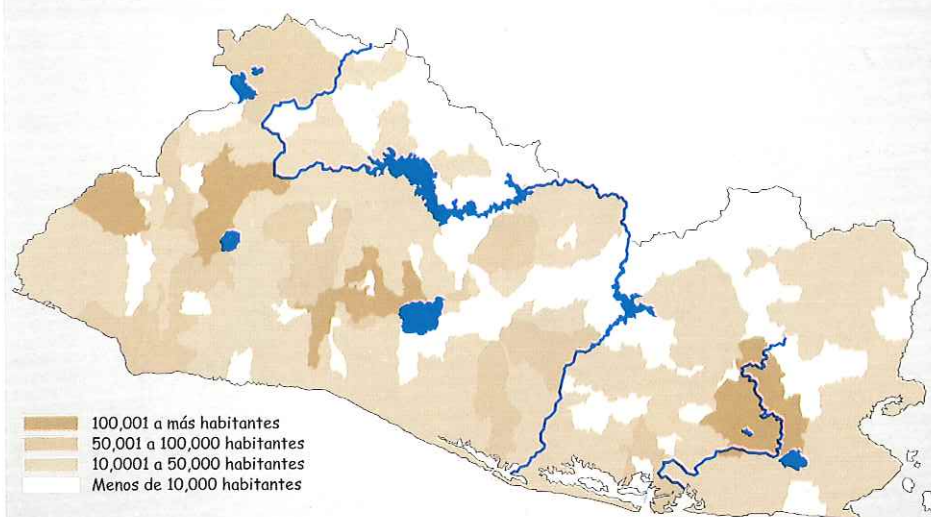 100,001 a más habitantes
50,001 a 100,000 habitantes
10,0001 a 50,000 habitantes
Menos de 10,000 habitantes